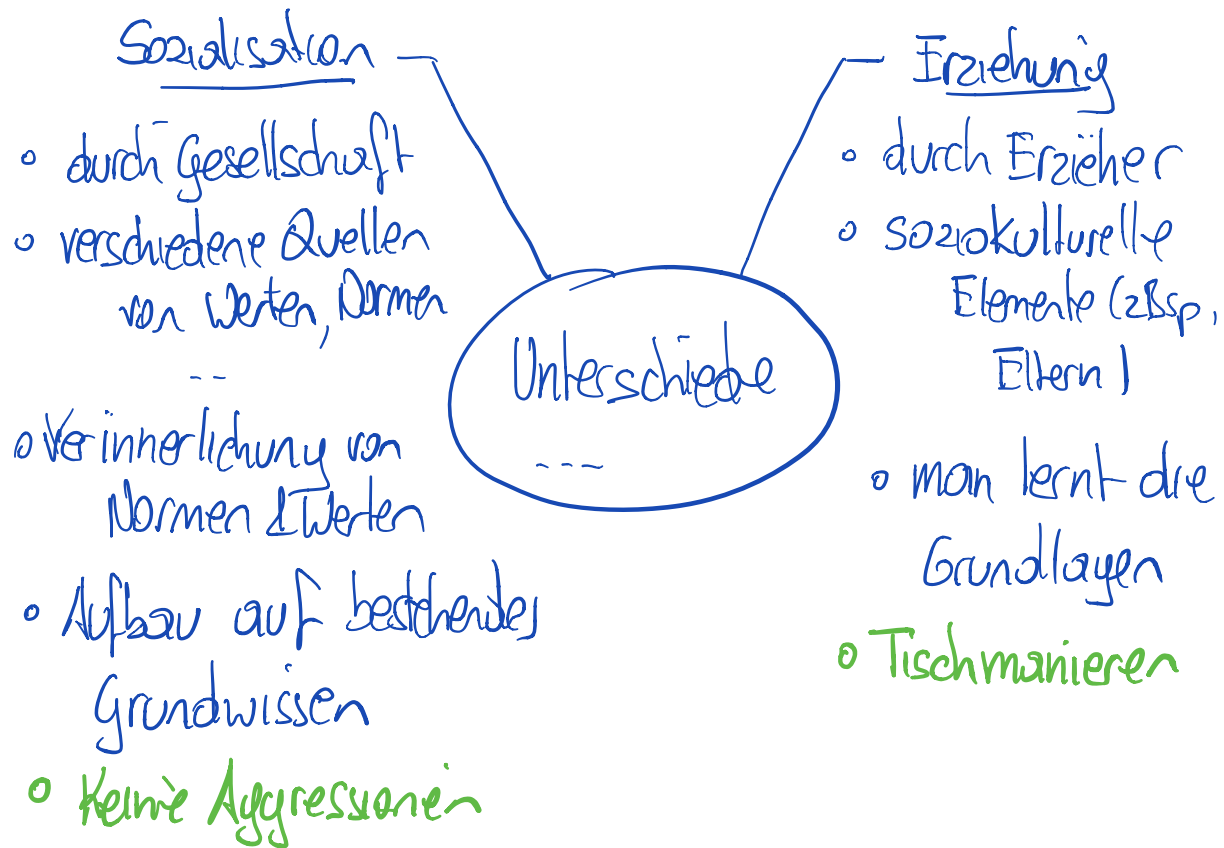 Sozialisation
• durch Gesellschaft
• verschiedene Quellen
von Werten, Normen
--
• Verinnerlichung von
Normen & Werten
• Aufbau auf bestehendes
Grundwissen
• Keine Aggressionen
Unterschiede
---
Erziehung
• durch Erzieher
• soziokulturelle
Elemente (zBsp.
Eltern)
• man lernt die
Grundlagen
• Tischmanieren